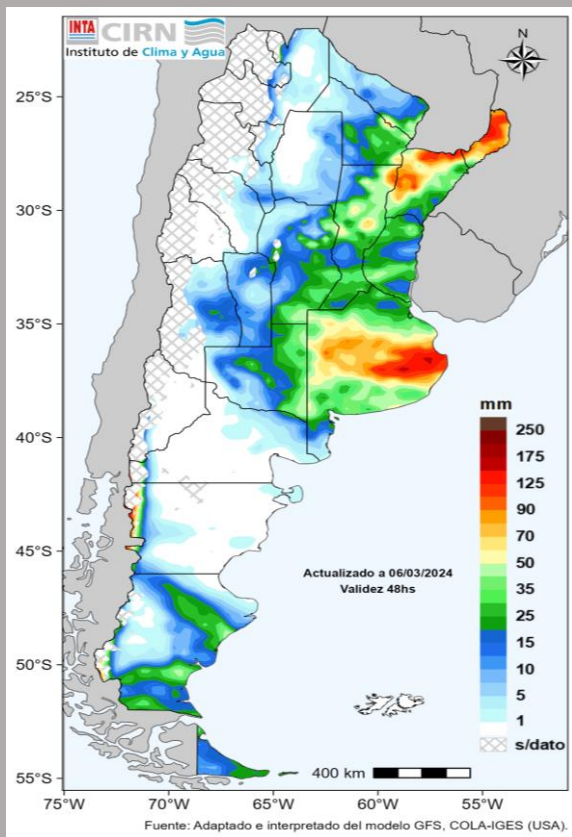 INTA CIRN
Instituto de Clima y Agua
N
25°S
30°S
35°S
40°S
45°S
50°S
55°S
75°W
70°W
65°W
60°W
55°W
mm
250
175
125
90
70
50
35
25
15
10
5
1
s/dato
Actualizado a 06/03/2024
Validez 48hs
400 km
Fuente: Adaptado e interpretado del modelo GFS, COLA-IGES (USA).